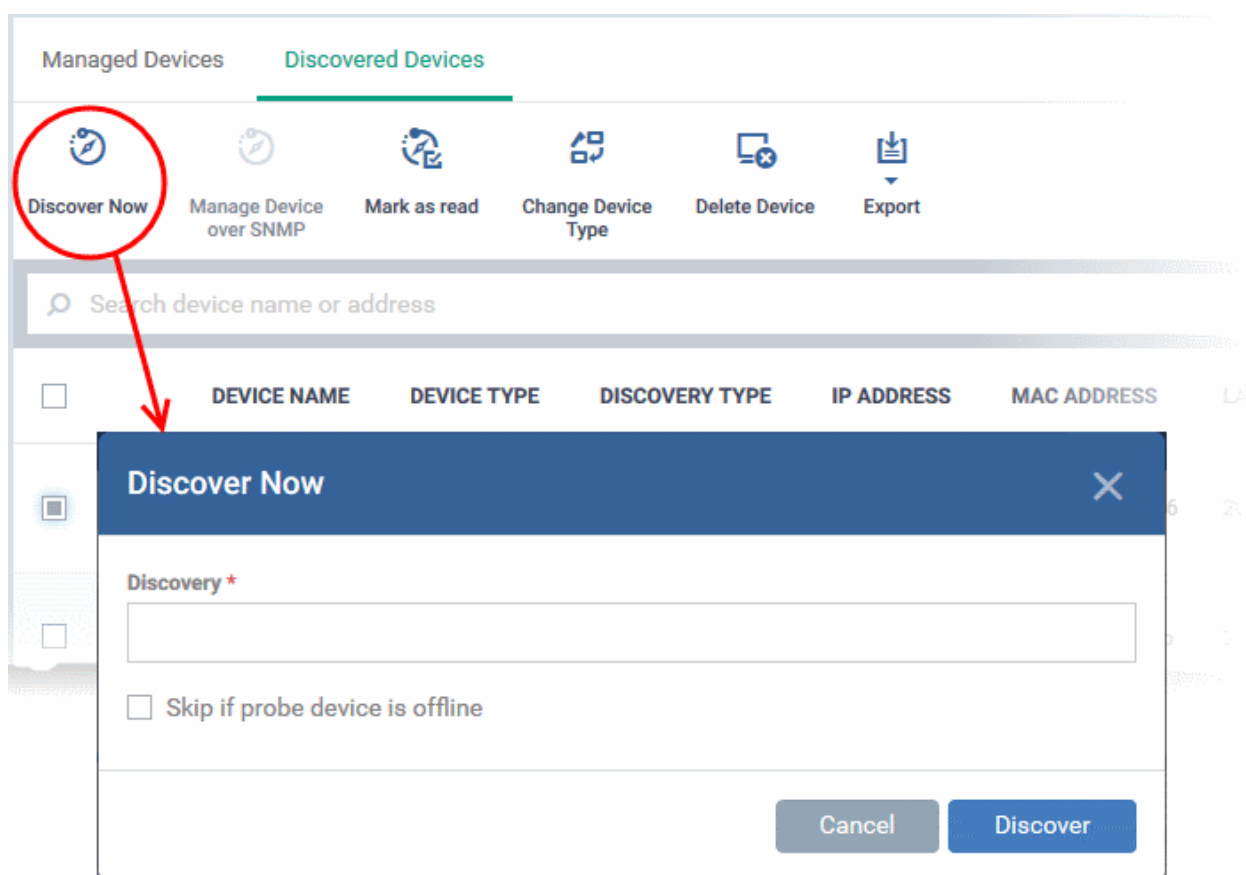 Managed Devices Discovered Devices
Discover Now Manage Device over SNMP Mark as read Change Device Type Delete Device Export
Search device name or address
DEVICE NAME DEVICE TYPE DISCOVERY TYPE IP ADDRESS MAC ADDRESS
Discover Now
6
Discovery *
Skip if probe device is offline
Cancel Discover